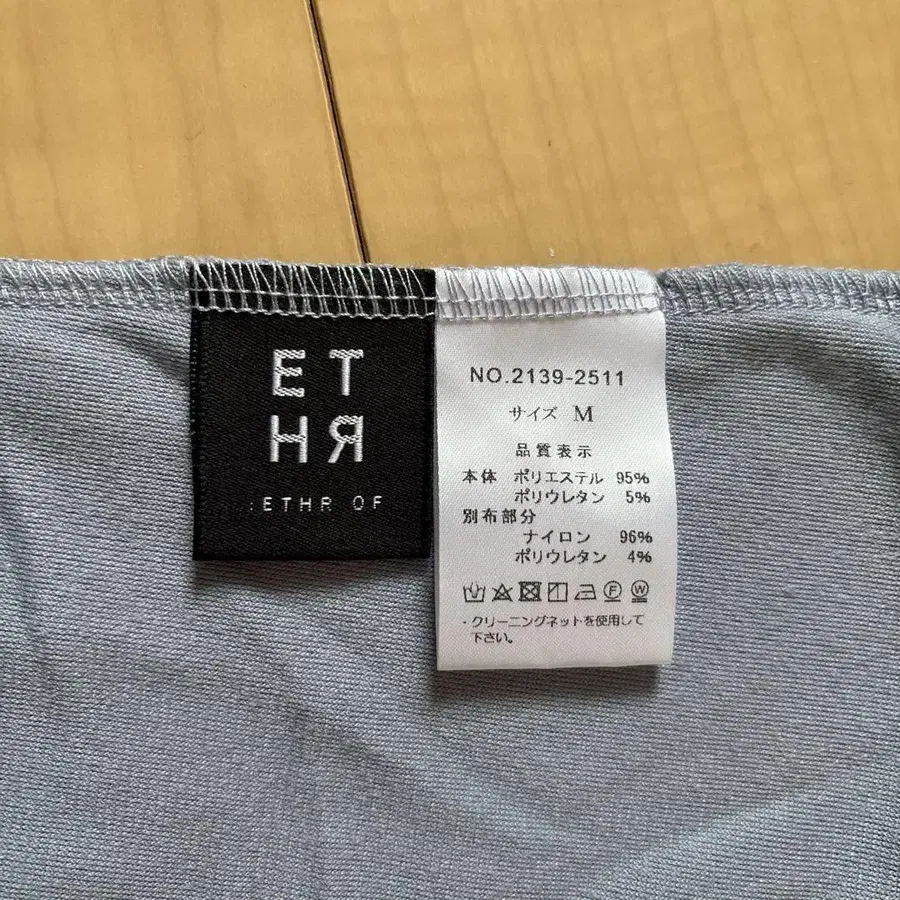 ET
HЯ
:ETHR OF
NO.2139-2511
サイズ M
品質表示
本体 ポリエステル 95%
ポリウレタン 5%
別布部分
ナイロン 96%
ポリウレタン 4%
F W
・クリーニングネットを使用して
下さい。